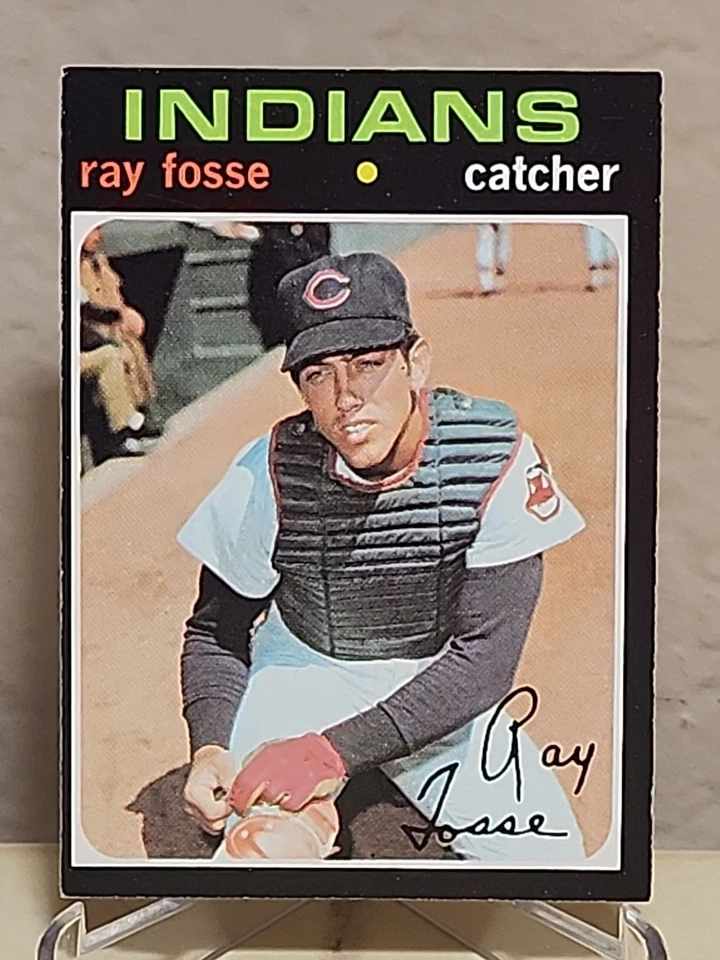 INDIANS
ray fosse • catcher
C
Ray
Fosse